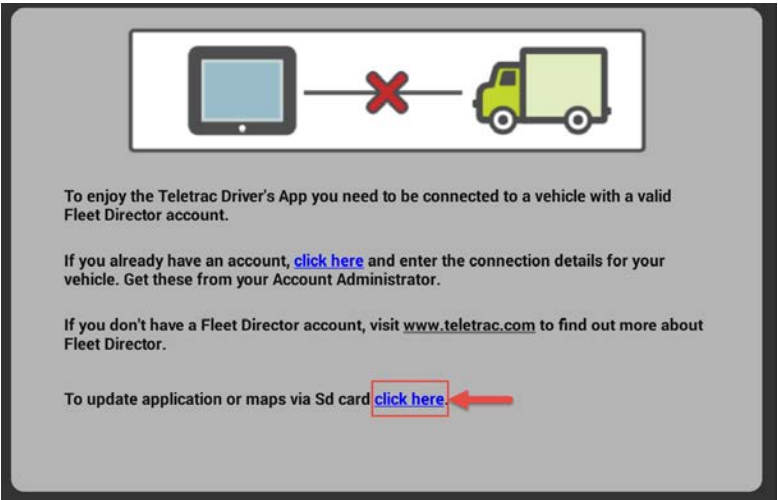 To enjoy the Teletrac Driver's App you need to be connected to a vehicle with a valid
Fleet Director account.
If you already have an account, click here and enter the connection details for your
vehicle. Get these from your Account Administrator.
If you don't have a Fleet Director account, visit www.teletrac.com to find out more about
Fleet Director.
To update application or maps via Sd card click here.